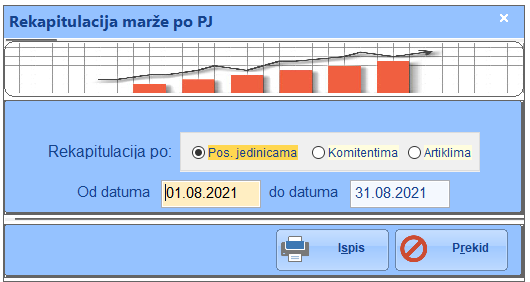 Rekapitulacija marže po PJ
Rekapitulacija po: Pos. jedinicama Komitentima Artiklima
Od datuma 01.08.2021 do datuma 31.08.2021
Ispis Prekid